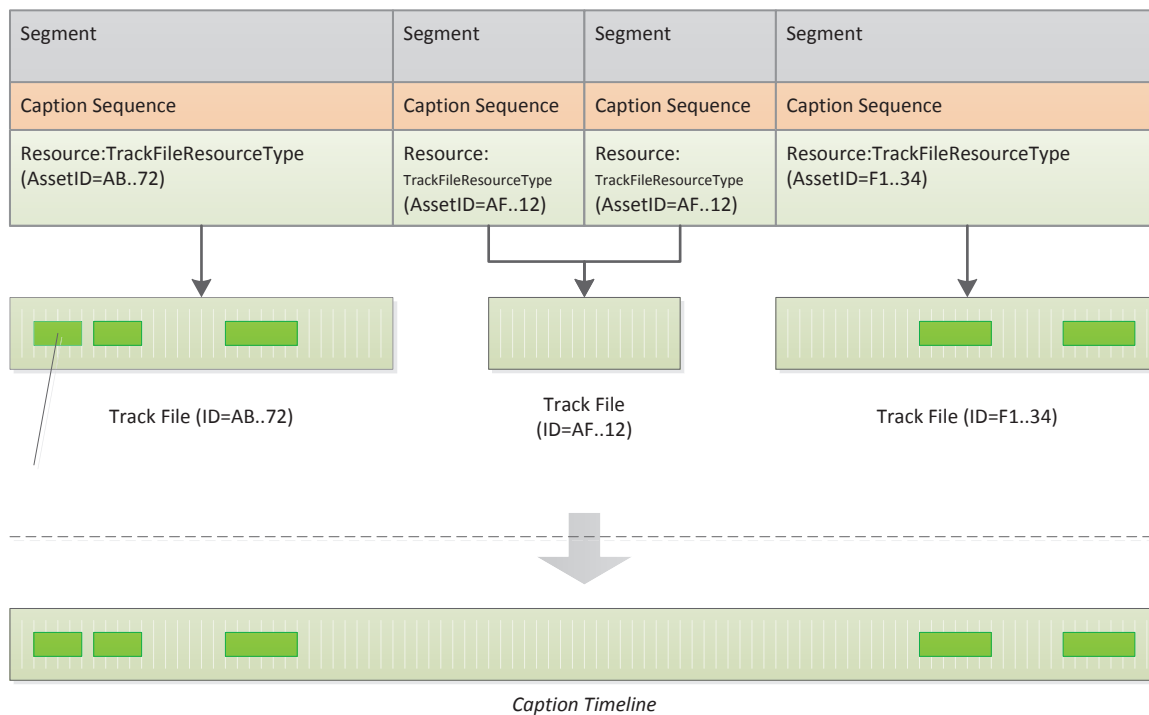 Segment
Segment
Segment
Segment
Caption Sequence
Caption Sequence
Caption Sequence
Caption Sequence
Resource:TrackFileResourceType
(AssetID=AB..72)
Resource:
TrackFileResourceType
(AssetID=AF..12)
Resource:
TrackFileResourceType
(AssetID=AF..12)
Resource:TrackFileResourceType
(AssetID=F1..34)
Track File (ID=AB..72)
Track File
(ID=AF..12)
Track File (ID=F1..34)
Caption Timeline